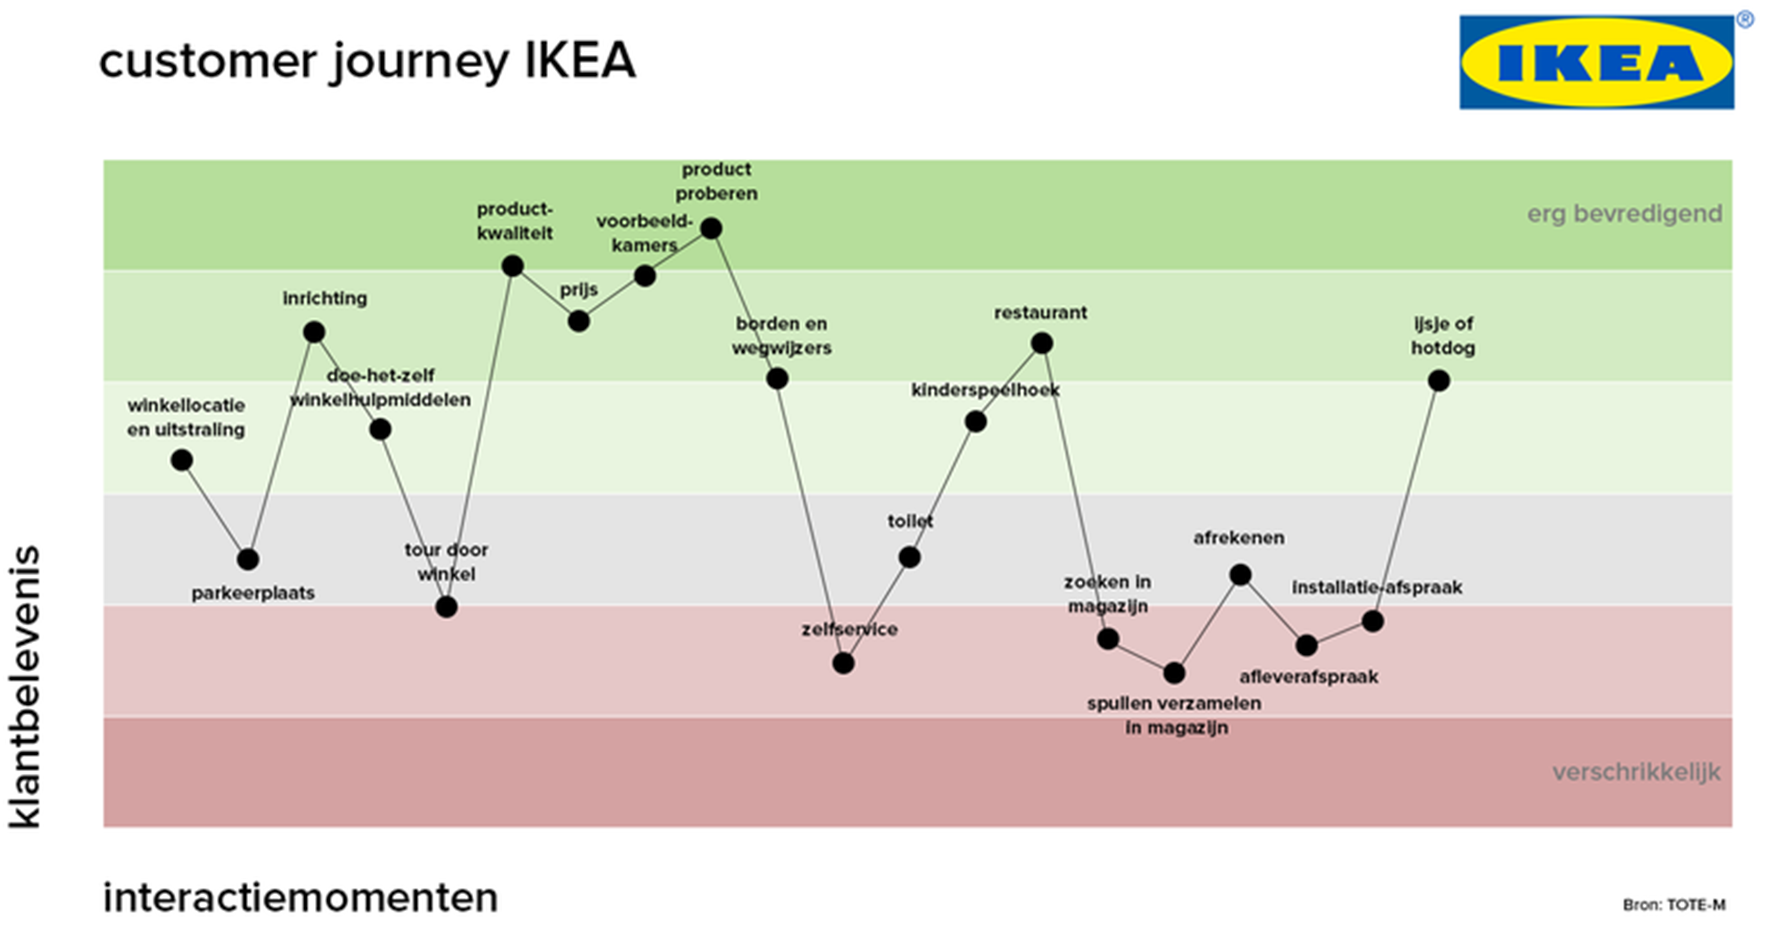 customer journey IKEA
IKEA
®
erg bevredigend
verschrikkelijk
klantbelevenis
winkellocatie
en uitstraling
parkeerplaats
inrichting
doe-het-zelf
winkelhulpmiddelen
tour door
winkel
product-
kwaliteit
prijs
voorbeeld-
kamers
product
proberen
borden en
wegwijzers
zelfservice
toilet
kinderspeelhoek
restaurant
zoeken in
magazijn
spullen verzamelen
in magazijn
afrekenen
afleverafspraak
installatie-afspraak
ijsje of
hotdog
interactiemomenten
Bron: TOTE-M